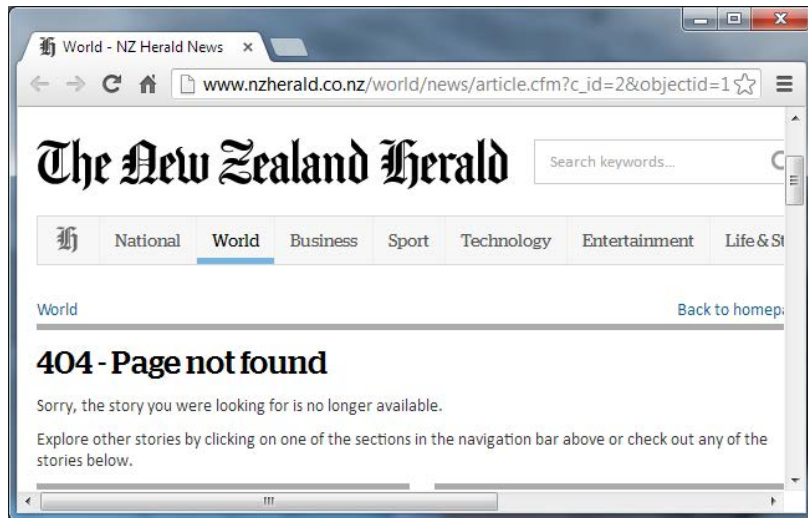 World - NZ Herald News
www.nzherald.co.nz/world/news/article.cfm?c_id=2&objectid=1
The New Zealand Herald
Search keywords...
National World Business Sport Technology Entertainment Life & St
World
Back to homepa
404 - Page not found
Sorry, the story you were looking for is no longer available.
Explore other stories by clicking on one of the sections in the navigation bar above or check out any of the
stories below.